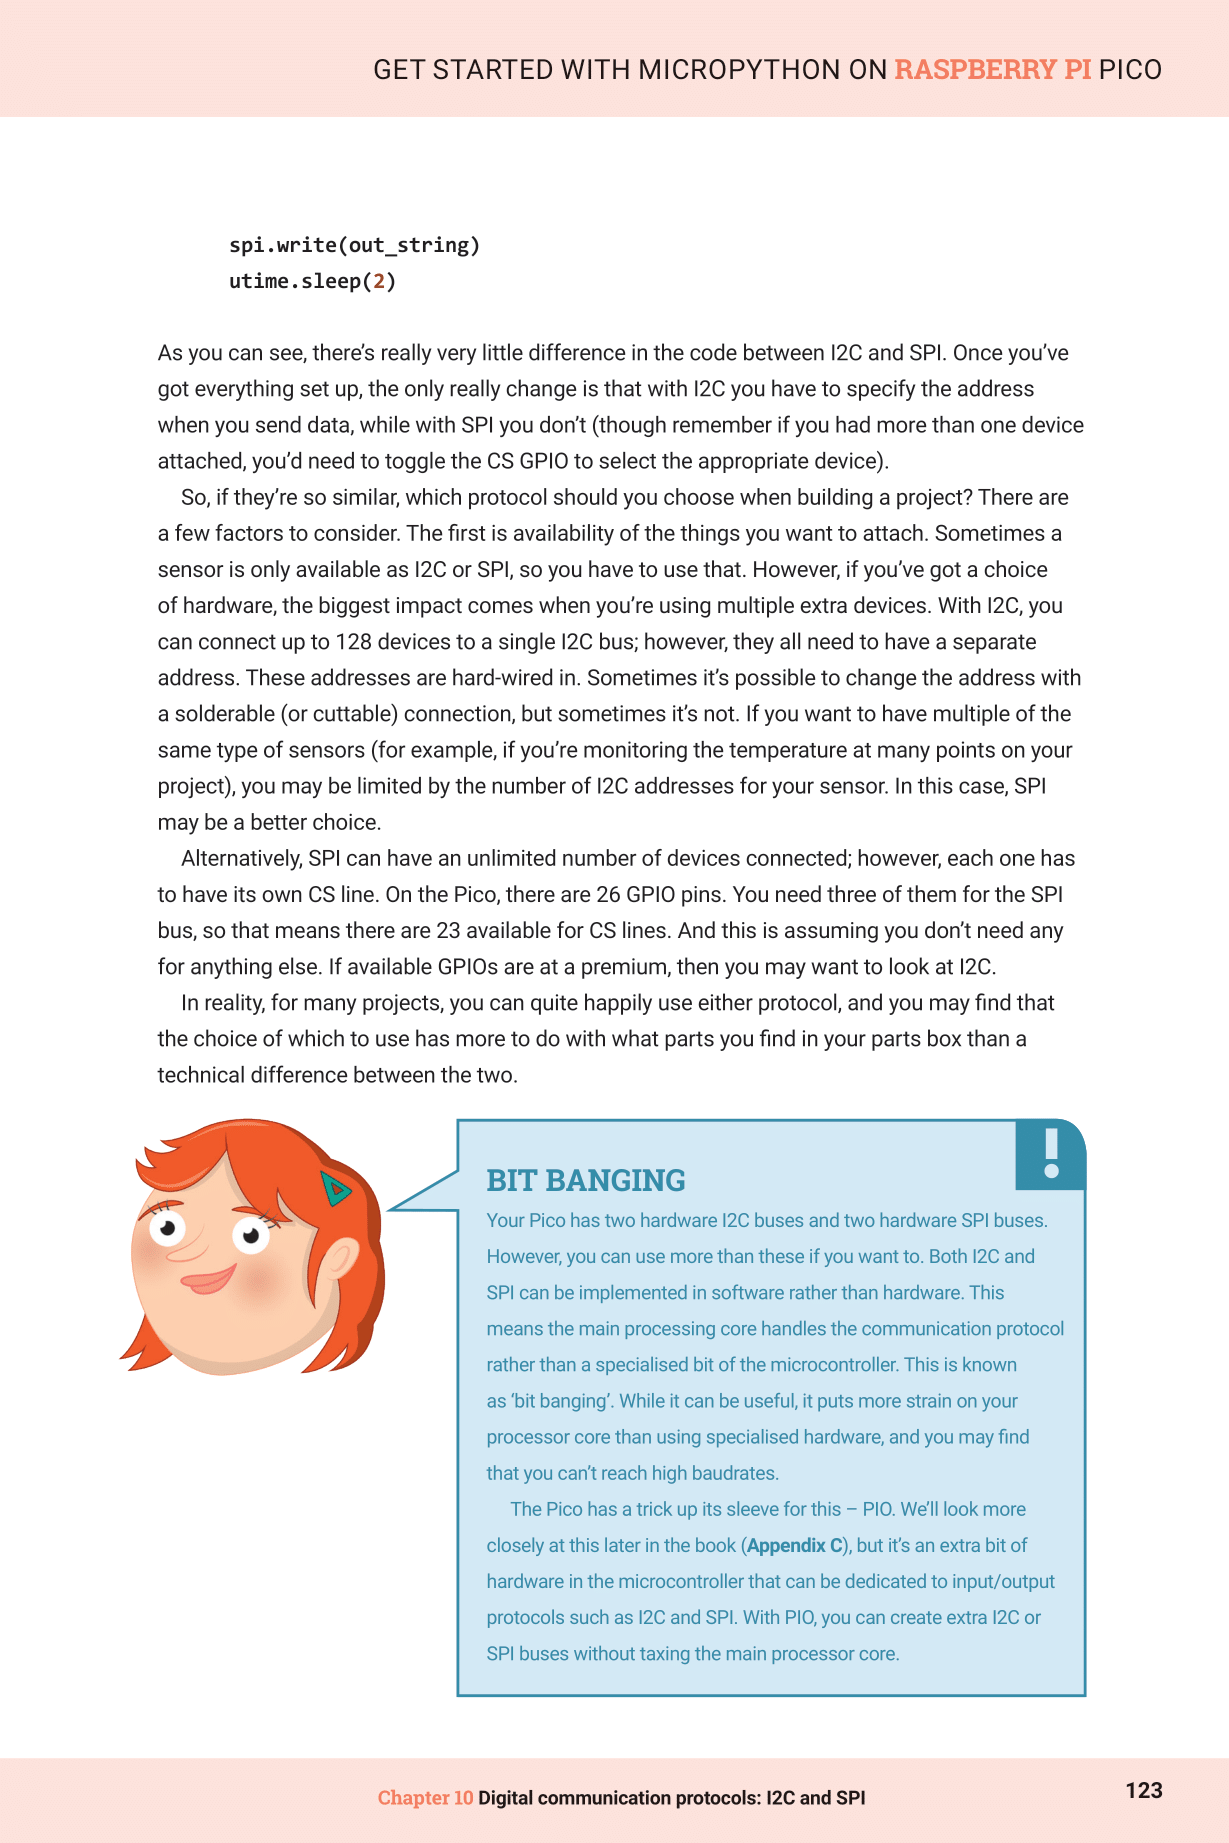 GET STARTED WITH MICROPYTHON ON RASPBERRY PI PICO
spi.write(out_string)
utime.sleep(2)
As you can see, there’s really very little difference in the code between I2C and SPI. Once you’ve
got everything set up, the only really change is that with I2C you have to specify the address
when you send data, while with SPI you don’t (though remember if you had more than one device
attached, you’d need to toggle the CS GPIO to select the appropriate device).
So, if they’re so similar, which protocol should you choose when building a project? There are
a few factors to consider. The first is availability of the things you want to attach. Sometimes a
sensor is only available as I2C or SPI, so you have to use that. However, if you’ve got a choice
of hardware, the biggest impact comes when you’re using multiple extra devices. With I2C, you
can connect up to 128 devices to a single I2C bus; however, they all need to have a separate
address. These addresses are hard-wired in. Sometimes it’s possible to change the address with
a solderable (or cuttable) connection, but sometimes it’s not. If you want to have multiple of the
same type of sensors (for example, if you’re monitoring the temperature at many points on your
project), you may be limited by the number of I2C addresses for your sensor. In this case, SPI
may be a better choice.
Alternatively, SPI can have an unlimited number of devices connected; however, each one has
to have its own CS line. On the Pico, there are 26 GPIO pins. You need three of them for the SPI
bus, so that means there are 23 available for CS lines. And this is assuming you don’t need any
for anything else. If available GPIOs are at a premium, then you may want to look at I2C.
In reality, for many projects, you can quite happily use either protocol, and you may find that
the choice of which to use has more to do with what parts you find in your parts box than a
technical difference between the two.
!
BIT BANGING
Your Pico has two hardware I2C buses and two hardware SPI buses.
However, you can use more than these if you want to. Both I2C and
SPI can be implemented in software rather than hardware. This
means the main processing core handles the communication protocol
rather than a specialised bit of the microcontroller. This is known
as ‘bit banging’. While it can be useful, it puts more strain on your
processor core than using specialised hardware, and you may find
that you can’t reach high baudrates.
The Pico has a trick up its sleeve for this – PIO. We’ll look more
closely at this later in the book (Appendix C), but it’s an extra bit of
hardware in the microcontroller that can be dedicated to input/output
protocols such as I2C and SPI. With PIO, you can create extra I2C or
SPI buses without taxing the main processor core.
Chapter 10 Digital communication protocols: I2C and SPI
123